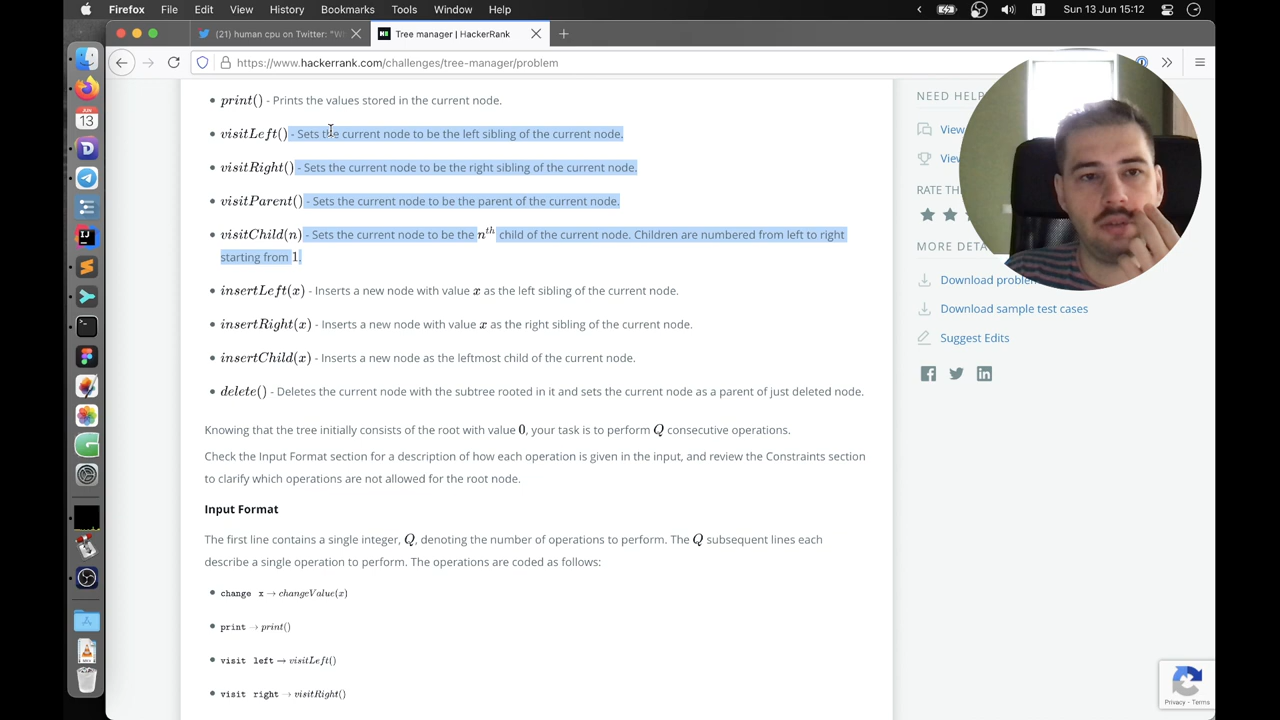 Firefox File Edit View History Bookmarks Tools Window Help
H Sun 13 Jun 15:12
(21) human cpu on Twitter: "W
Tree manager | HackerRank
https://www.hackerrank.com/challenges/tree-manager/problem
print() - Prints the values stored in the current node.
visitLeft() - Sets the current node to be the left sibling of the current node.
visitRight() - Sets the current node to be the right sibling of the current node.
visitParent() - Sets the current node to be the parent of the current node.
visitChild(n) - Sets the current node to be the nth child of the current node. Children are numbered from left to right
starting from 1.
insertLeft(x) - Inserts a new node with value x as the left sibling of the current node.
insertRight(x) - Inserts a new node with value x as the right sibling of the current node.
insertChild(x) - Inserts a new node as the leftmost child of the current node.
delete() - Deletes the current node with the subtree rooted in it and sets the current node as a parent of just deleted node.
Knowing that the tree initially consists of the root with value 0, your task is to perform Q consecutive operations.
Check the Input Format section for a description of how each operation is given in the input, and review the Constraints section
to clarify which operations are not allowed for the root node.
Input Format
The first line contains a single integer, Q, denoting the number of operations to perform. The Q subsequent lines each
describe a single operation to perform. The operations are coded as follows:
change x → changeValue(x)
print → print()
visit left → visitLeft()
visit right → visitRight()
NEED HELP
View
View
RATE TH
MORE DETA
Download proble
Download sample test cases
Suggest Edits
Privacy - Terms
JUN
13